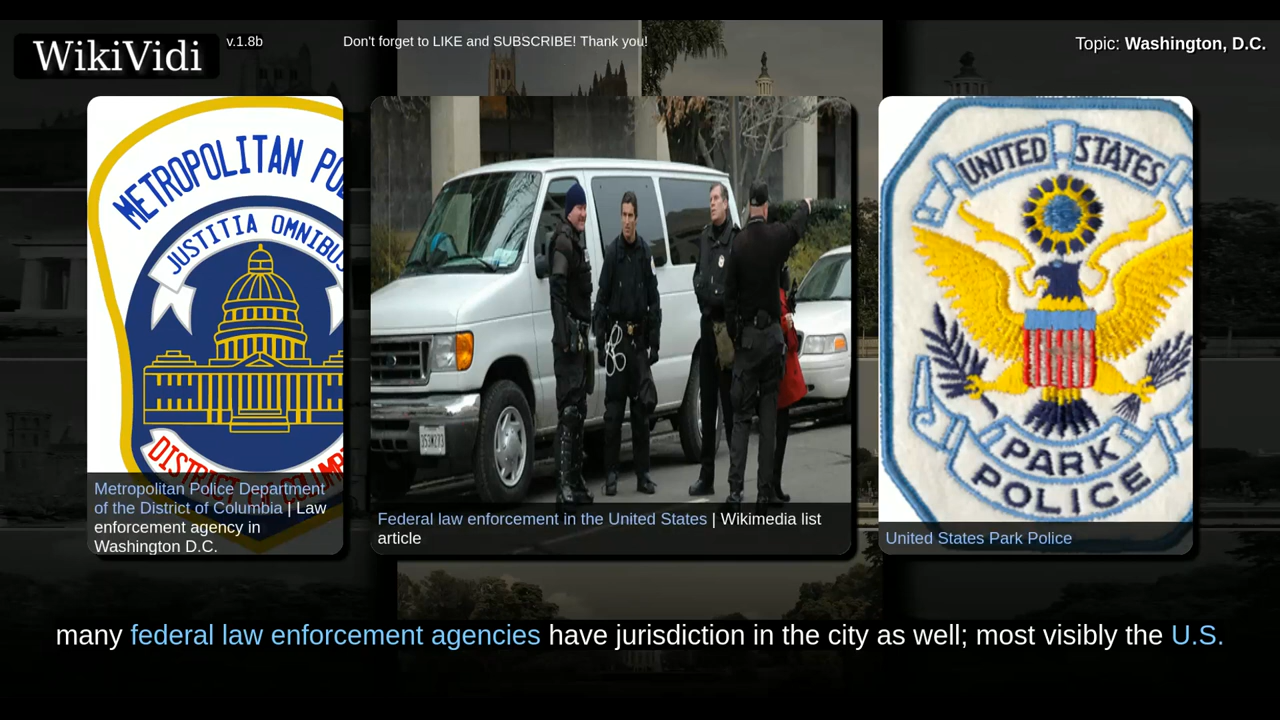 WikiVidi
v.1.8b
Don't forget to LIKE and SUBSCRIBE! Thank you!
Topic: Washington, D.C.
METROPOLITAN PO
JUSTITIA OMNIBUS
DISTRICT OF COLUMB
Metropolitan Police Department
of the District of Columbia | Law
enforcement agency in
Washington D.C.
Federal law enforcement in the United States | Wikimedia list
article
UNITED STATES
PARK
POLICE
United States Park Police
many federal law enforcement agencies have jurisdiction in the city as well; most visibly the U.S.